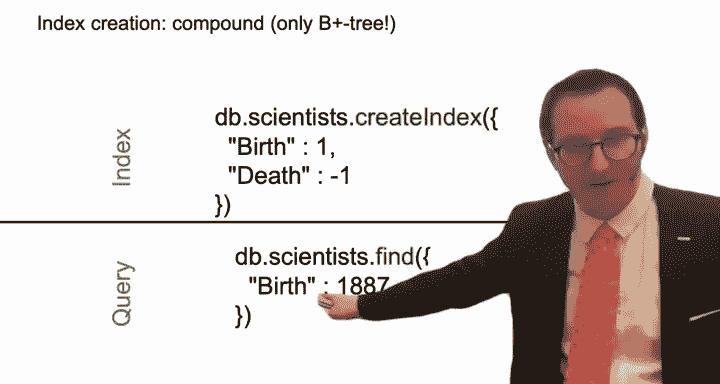 Index creation: compound (only B+-tree!)
Index
db.scientists.createIndex({
"Birth" : 1,
"Death" : -1
})
Query
db.scientists.find({
"Birth" : 1887
})